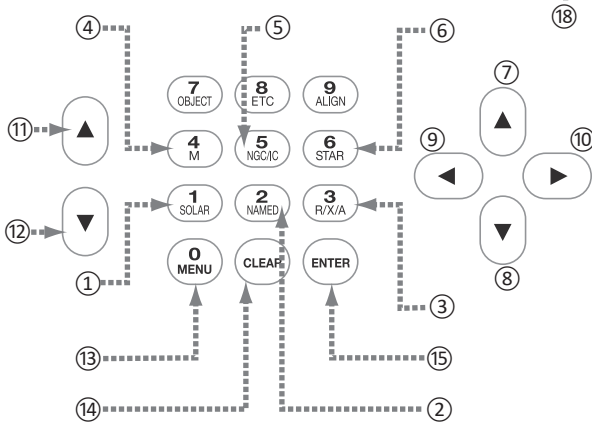 ⑱
④ ⑤ ⑥
⑦
7 8 9
OBJECT ETC ALIGN
⑪ ⑨ ⑩
4 5 6
M NGC/IC STAR
1 2 3
SOLAR NAMED R/X/A
⑫
0
MENU CLEAR ENTER
① ⑧
③
⑬ ⑮
⑭ ②